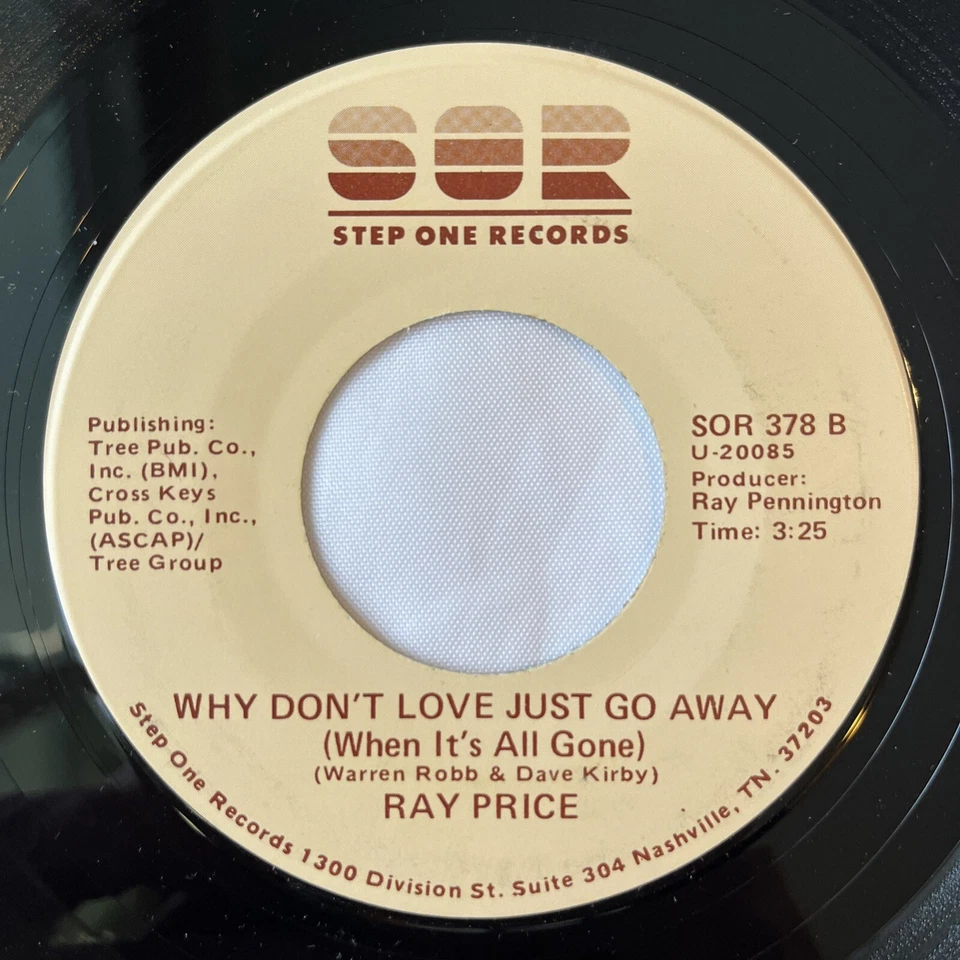 SOR
STEP ONE RECORDS
Publishing:
Tree Pub. Co.,
Inc. (BMI),
Cross Keys
Pub. Co., Inc.,
(ASCAP)/
Tree Group
SOR 378 B
U-20085
Producer:
Ray Pennington
Time: 3:25
WHY DON'T LOVE JUST GO AWAY
(When It's All Gone)
(Warren Robb & Dave Kirby)
RAY PRICE
Step One Records 1300 Division St. Suite 304 Nashville, TN. 37203